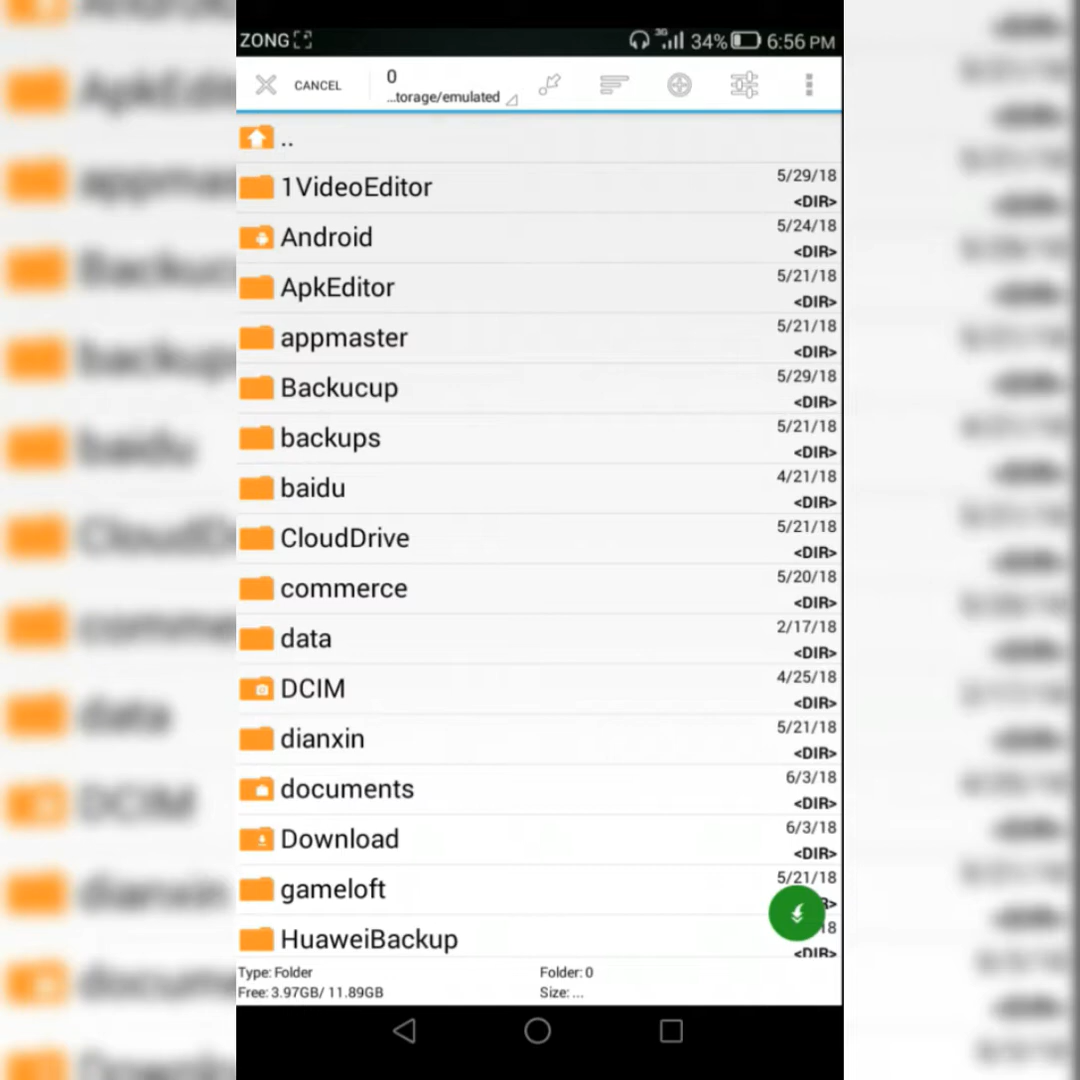 ZONG 3G 34% 6:56 PM
CANCEL
0
...torage/emulated
..
1VideoEditor 5/29/18
<DIR>
Android 5/24/18
<DIR>
ApkEditor 5/21/18
<DIR>
appmaster 5/21/18
<DIR>
Backucup 5/29/18
<DIR>
backups 5/21/18
<DIR>
baidu 4/21/18
<DIR>
CloudDrive 5/21/18
<DIR>
commerce 5/20/18
<DIR>
data 2/17/18
<DIR>
DCIM 4/25/18
<DIR>
dianxin 5/21/18
<DIR>
documents 6/3/18
<DIR>
Download 6/3/18
<DIR>
gameloft 5/21/18
HuaweiBackup
<DIR>
Type: Folder Folder: 0
Free: 3.97GB/ 11.89GB Size: ...